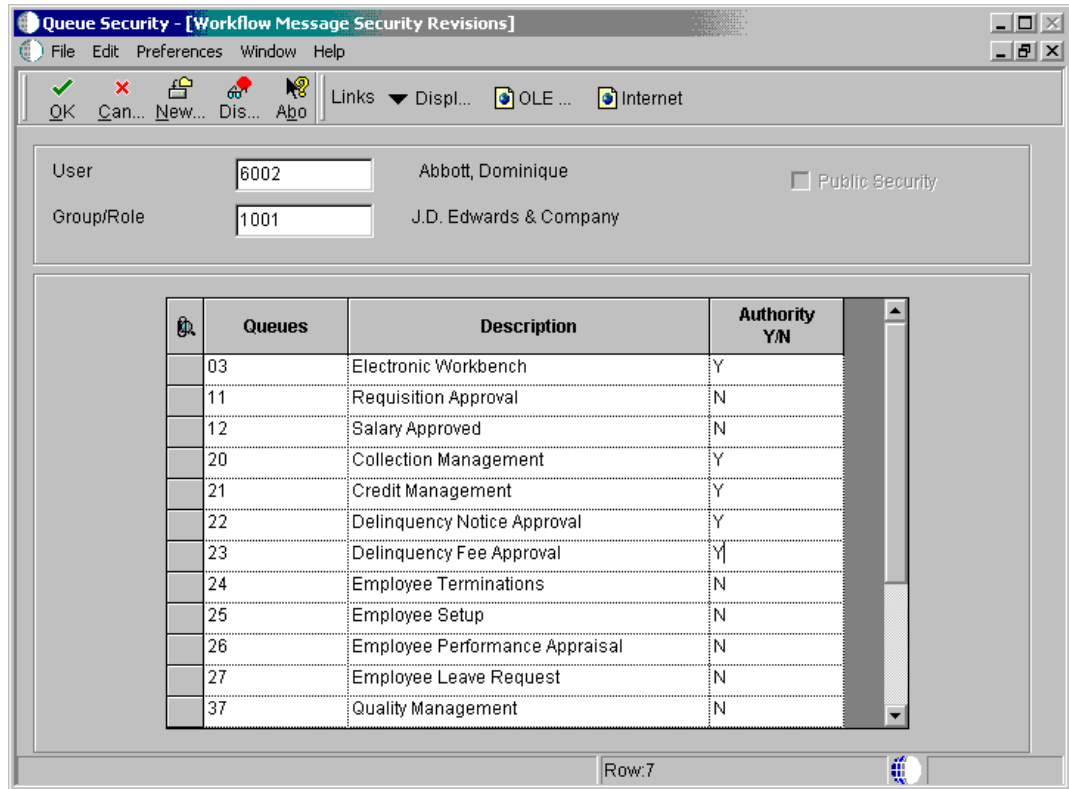 Queue Security - [Workflow Message Security Revisions]
File Edit Preferences Window Help
OK Can... New... Dis... Abo Links Displ... OLE ... Internet
User 6002 Abbott, Dominique Public Security
Group/Role 1001 J.D. Edwards & Company
Queues Description Authority Y/N
03 Electronic Workbench Y
11 Requisition Approval N
12 Salary Approved N
20 Collection Management Y
21 Credit Management Y
22 Delinquency Notice Approval Y
23 Delinquency Fee Approval Y
24 Employee Terminations N
25 Employee Setup N
26 Employee Performance Appraisal N
27 Employee Leave Request N
37 Quality Management N
Row:7